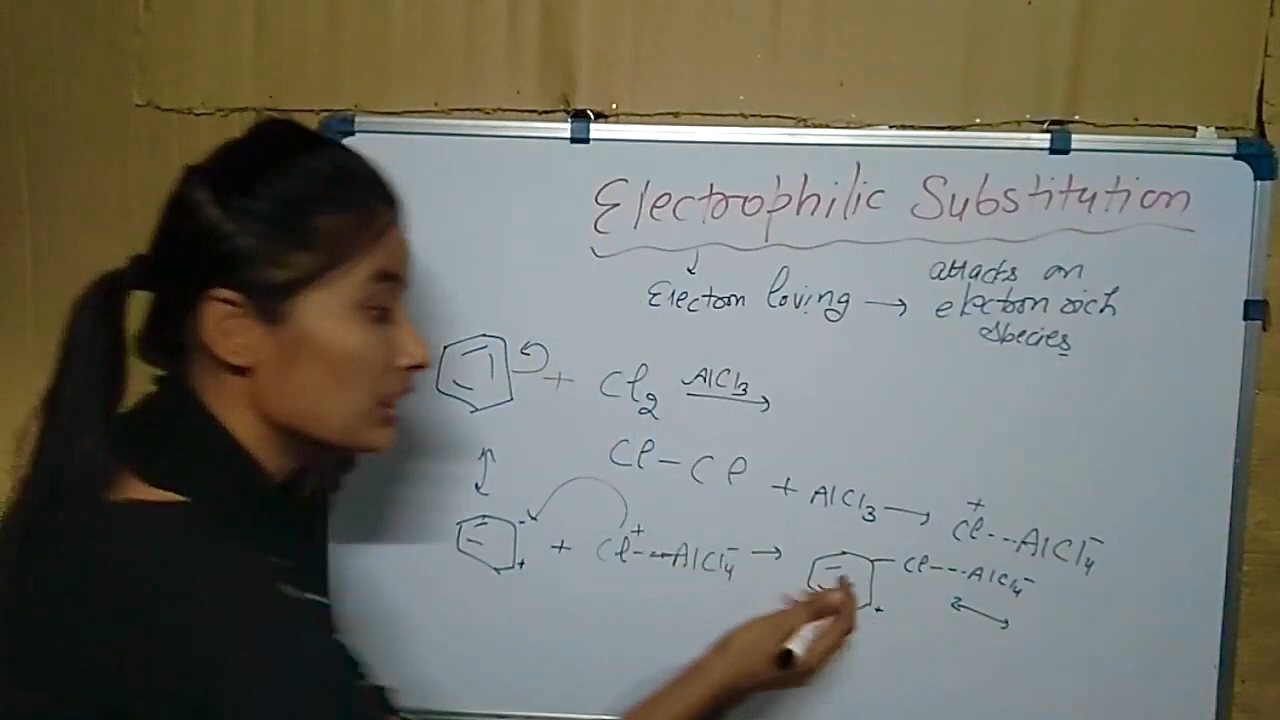 Electrophilic Substitution
Electron loving → attacks on
electron rich
species
+ Cl2 AlCl3 →
Cl-Cl + AlCl3 → Cl+ --- AlCl4-
- + + Cl+ --- AlCl4- → Cl --- AlCl4-
+